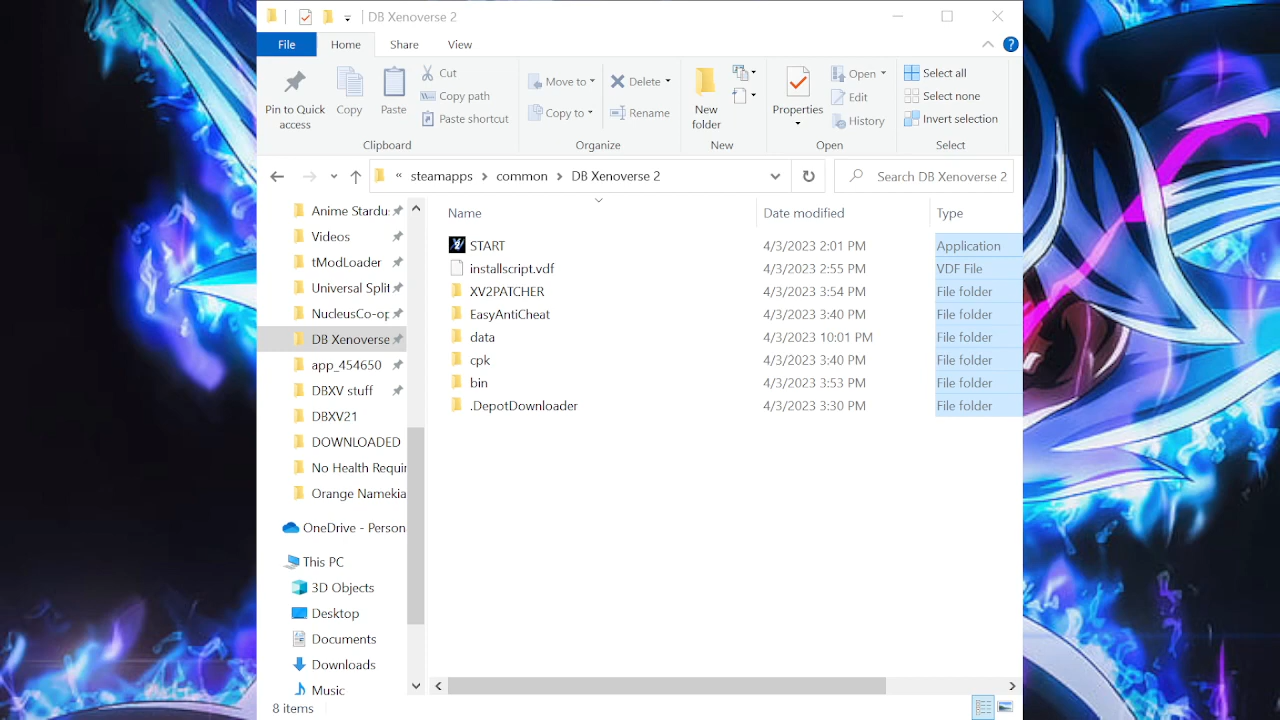 DB Xenoverse 2
File Home Share View
Pin to Quick access
Copy
Paste
Cut
Copy path
Paste shortcut
Clipboard
Move to
Copy to
Delete
Rename
Organize
New folder
New
Properties
Open
Edit
History
Open
Select all
Select none
Invert selection
Select
« steamapps > common > DB Xenoverse 2
Search DB Xenoverse 2
Anime Stardu
Videos
tModLoader
Universal Split
NucleusCo-op
DB Xenoverse
app_454650
DBXV stuff
DBXV21
DOWNLOADED
No Health Requir
Orange Namekia
OneDrive - Person
This PC
3D Objects
Desktop
Documents
Downloads
Music
Name Date modified Type
START 4/3/2023 2:01 PM Application
installscript.vdf 4/3/2023 2:55 PM VDF File
XV2PATCHER 4/3/2023 3:54 PM File folder
EasyAntiCheat 4/3/2023 3:40 PM File folder
data 4/3/2023 10:01 PM File folder
cpk 4/3/2023 3:40 PM File folder
bin 4/3/2023 3:53 PM File folder
.DepotDownloader 4/3/2023 3:30 PM File folder
8 items